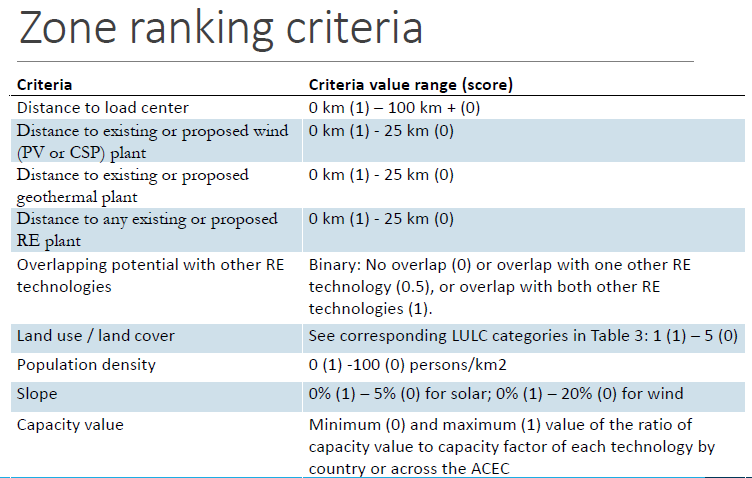 Zone ranking criteria
Criteria
Criteria value range (score)
Distance to load center
0 km (1) – 100 km + (0)
Distance to existing or proposed wind
(PV or CSP) plant
0 km (1) - 25 km (0)
Distance to existing or proposed
geothermal plant
0 km (1) - 25 km (0)
Distance to any existing or proposed
RE plant
0 km (1) - 25 km (0)
Overlapping potential with other RE
technologies
Binary: No overlap (0) or overlap with one other RE
technology (0.5), or overlap with both other RE
technologies (1).
Land use / land cover
See corresponding LULC categories in Table 3: 1 (1) – 5 (0)
Population density
0 (1) -100 (0) persons/km2
Slope
0% (1) – 5% (0) for solar; 0% (1) – 20% (0) for wind
Capacity value
Minimum (0) and maximum (1) value of the ratio of
capacity value to capacity factor of each technology by
country or across the ACEC